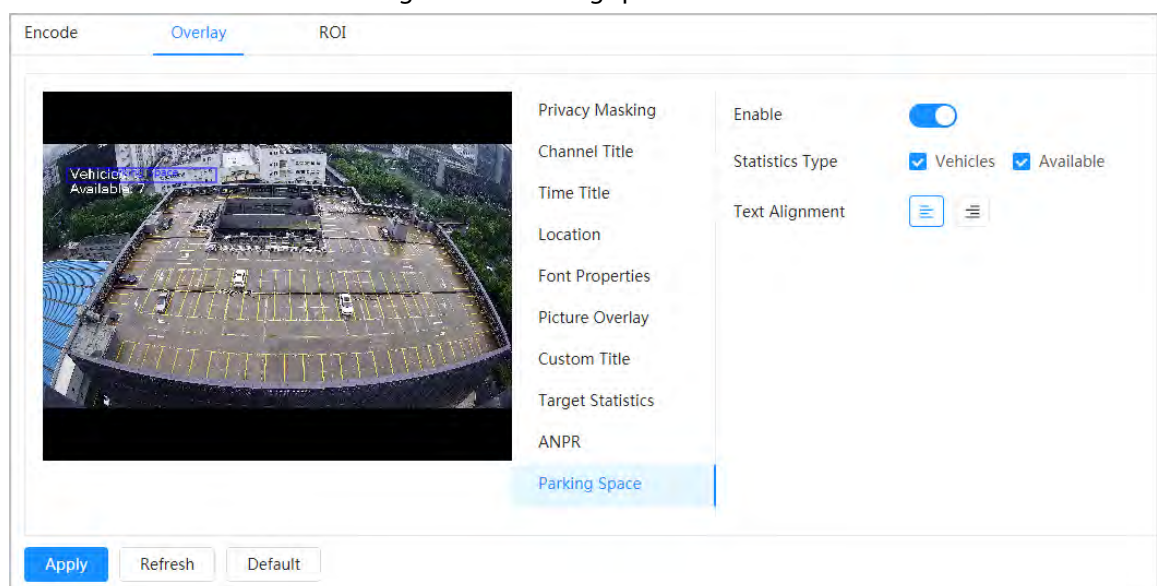 Encode Overlay ROI
Privacy Masking
Channel Title
Time Title
Location
Font Properties
Picture Overlay
Custom Title
Target Statistics
ANPR
Parking Space
Enable
Statistics Type Vehicles Available
Text Alignment
Vehicles
Available: 7
Apply Refresh Default